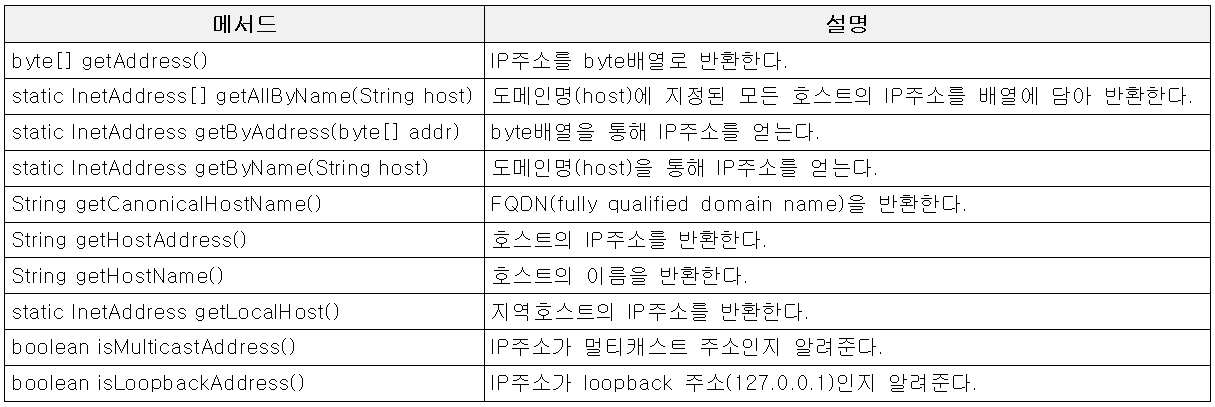 메서드 설명
byte[] getAddress() IP주소를 byte배열로 반환한다.
static InetAddress[] getAllByName(String host) 도메인명(host)에 지정된 모든 호스트의 IP주소를 배열에 담아 반환한다.
static InetAddress getByAddress(byte[] addr) byte배열을 통해 IP주소를 얻는다.
static InetAddress getByName(String host) 도메인명(host)을 통해 IP주소를 얻는다.
String getCanonicalHostName() FQDN(fully qualified domain name)을 반환한다.
String getHostAddress() 호스트의 IP주소를 반환한다.
String getHostName() 호스트의 이름을 반환한다.
static InetAddress getLocalHost() 지역호스트의 IP주소를 반환한다.
boolean isMulticastAddress() IP주소가 멀티캐스트 주소인지 알려준다.
boolean isLoopbackAddress() IP주소가 loopback 주소(127.0.0.1)인지 알려준다.